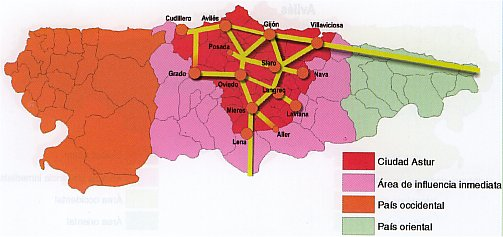 Cudillero
Avilés
Gijón
Villaviciosa
Posada
Siero
Grado
Oviedo
Nava
Langreo
Mieres
Laviana
Lena
Aller
Ciudad Astur
Área de influencia inmediata
País occidental
País oriental